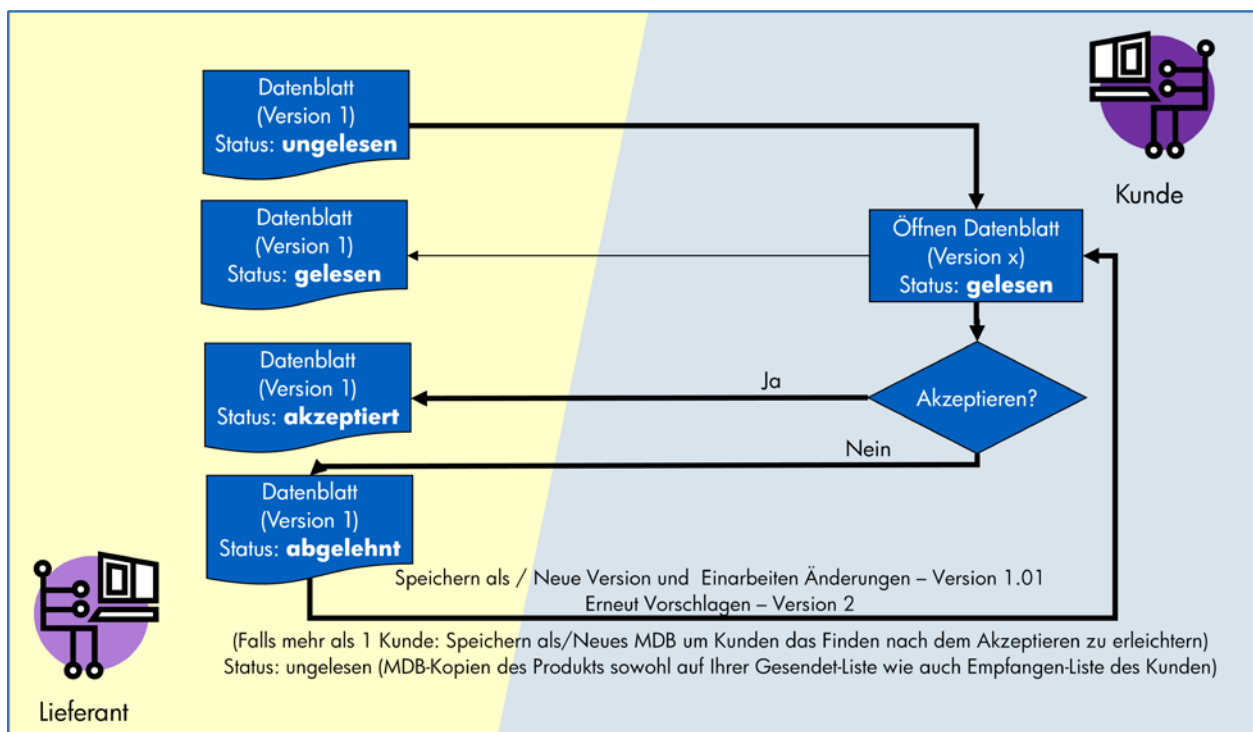 Datenblatt
(Version 1)
Status: ungelesen
Kunde
Datenblatt
(Version 1)
Status: gelesen
Öffnen Datenblatt
(Version x)
Status: gelesen
Datenblatt
(Version 1)
Status: akzeptiert
Ja
Akzeptieren?
Nein
Datenblatt
(Version 1)
Status: abgelehnt
Speichern als / Neue Version und Einarbeiten Änderungen – Version 1.01
Erneut Vorschlagen – Version 2
(Falls mehr als 1 Kunde: Speichern als/Neues MDB um Kunden das Finden nach dem Akzeptieren zu erleichtern)
Status: ungelesen (MDB-Kopien des Produkts sowohl auf Ihrer Gesendet-Liste wie auch Empfangen-Liste des Kunden)
Lieferant